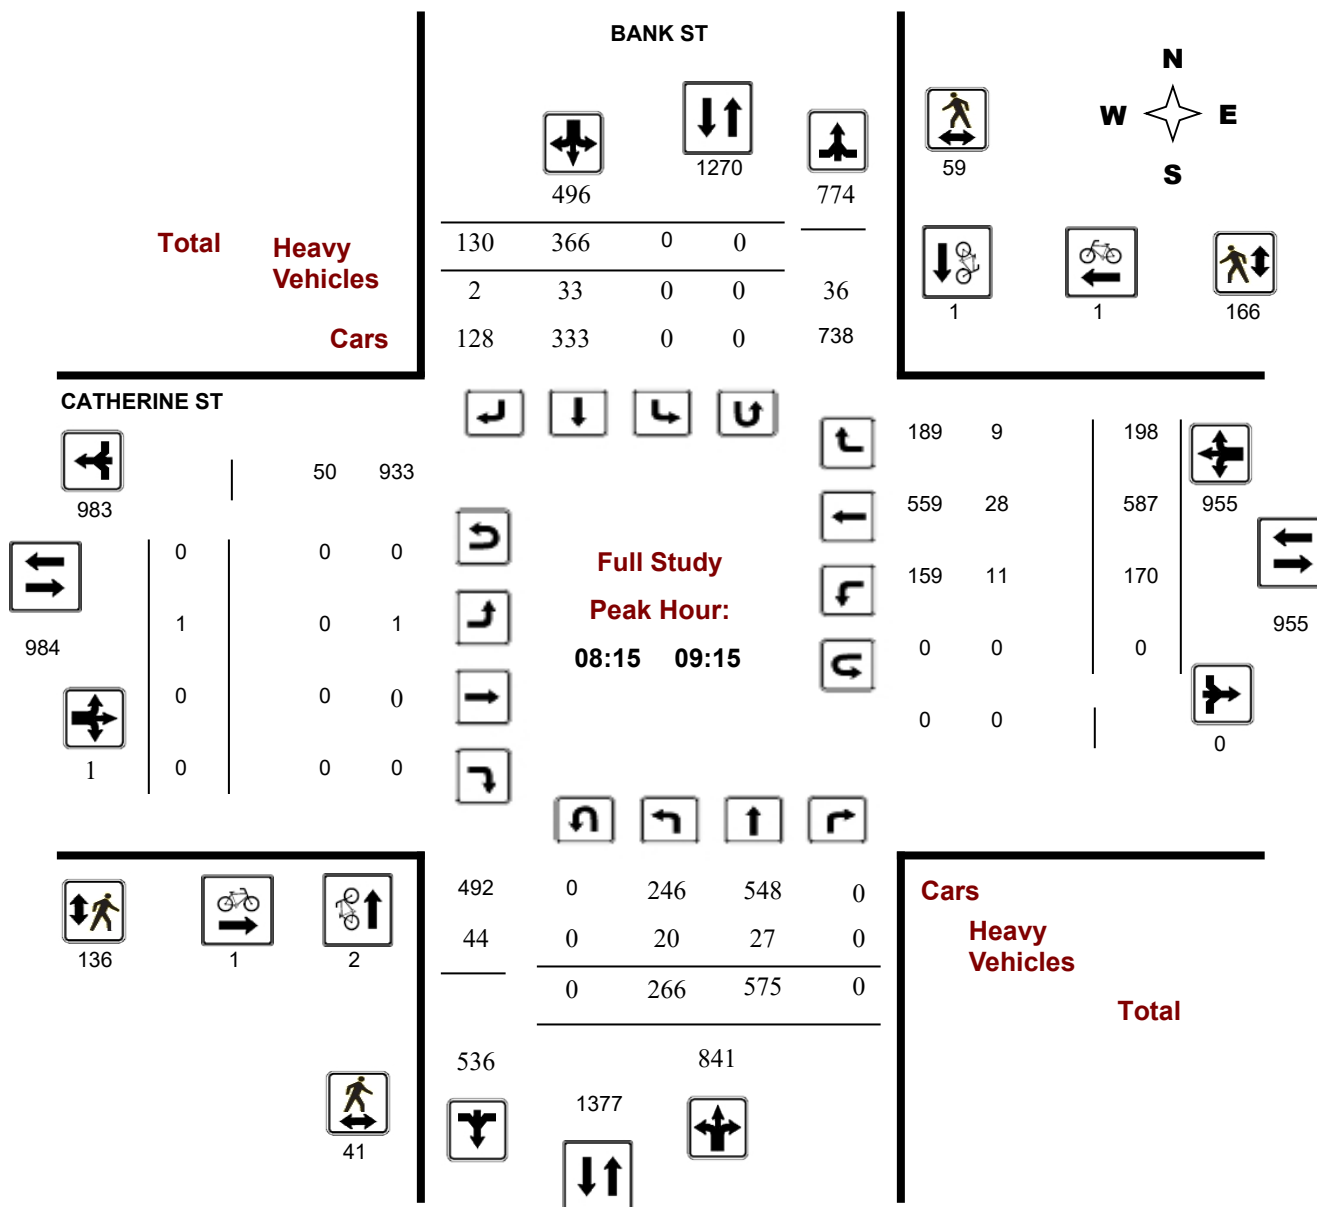 BANK ST
N
W E
S
1270
59
496
774
Total Heavy
Vehicles
Cars
130 366 0 0
2 33 0 0 36
128 333 0 0 738
1 1 166
CATHERINE ST
983
50 933
0 0 0
984
1 0 1
0 0 0
1
0 0 0
Full Study
Peak Hour:
08:15 09:15
189 9 198
559 28 587 955
159 11 170
955
0 0 0
0 0
0
136 1 2
492 0 246 548 0
44 0 20 27 0
0 266 575 0
536 841
1377
41
Cars
Heavy
Vehicles
Total